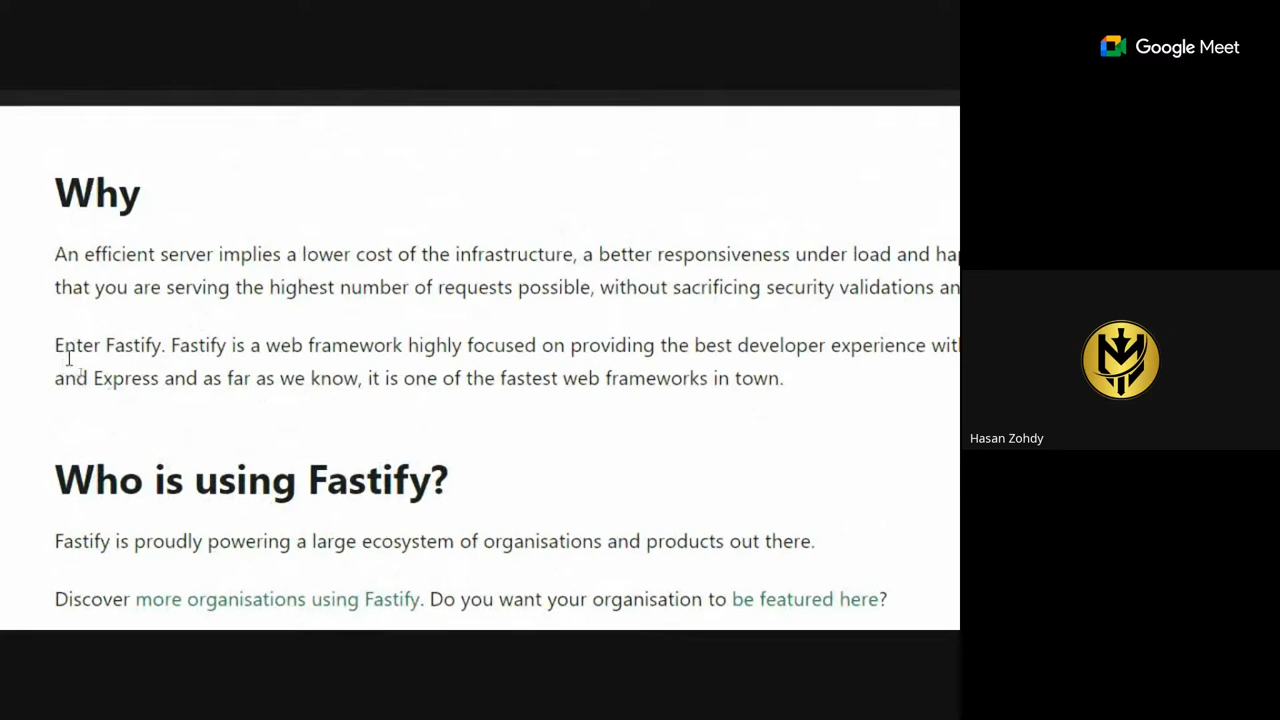 Google Meet
Why
An efficient server implies a lower cost of the infrastructure, a better responsiveness under load and
that you are serving the highest number of requests possible, without sacrificing security validations
Enter Fastify. Fastify is a web framework highly focused on providing the best developer experience
and Express and as far as we know, it is one of the fastest web frameworks in town.
Hasan Zohdy
Who is using Fastify?
Fastify is proudly powering a large ecosystem of organisations and products out there.
Discover more organisations using Fastify. Do you want your organisation to be featured here?